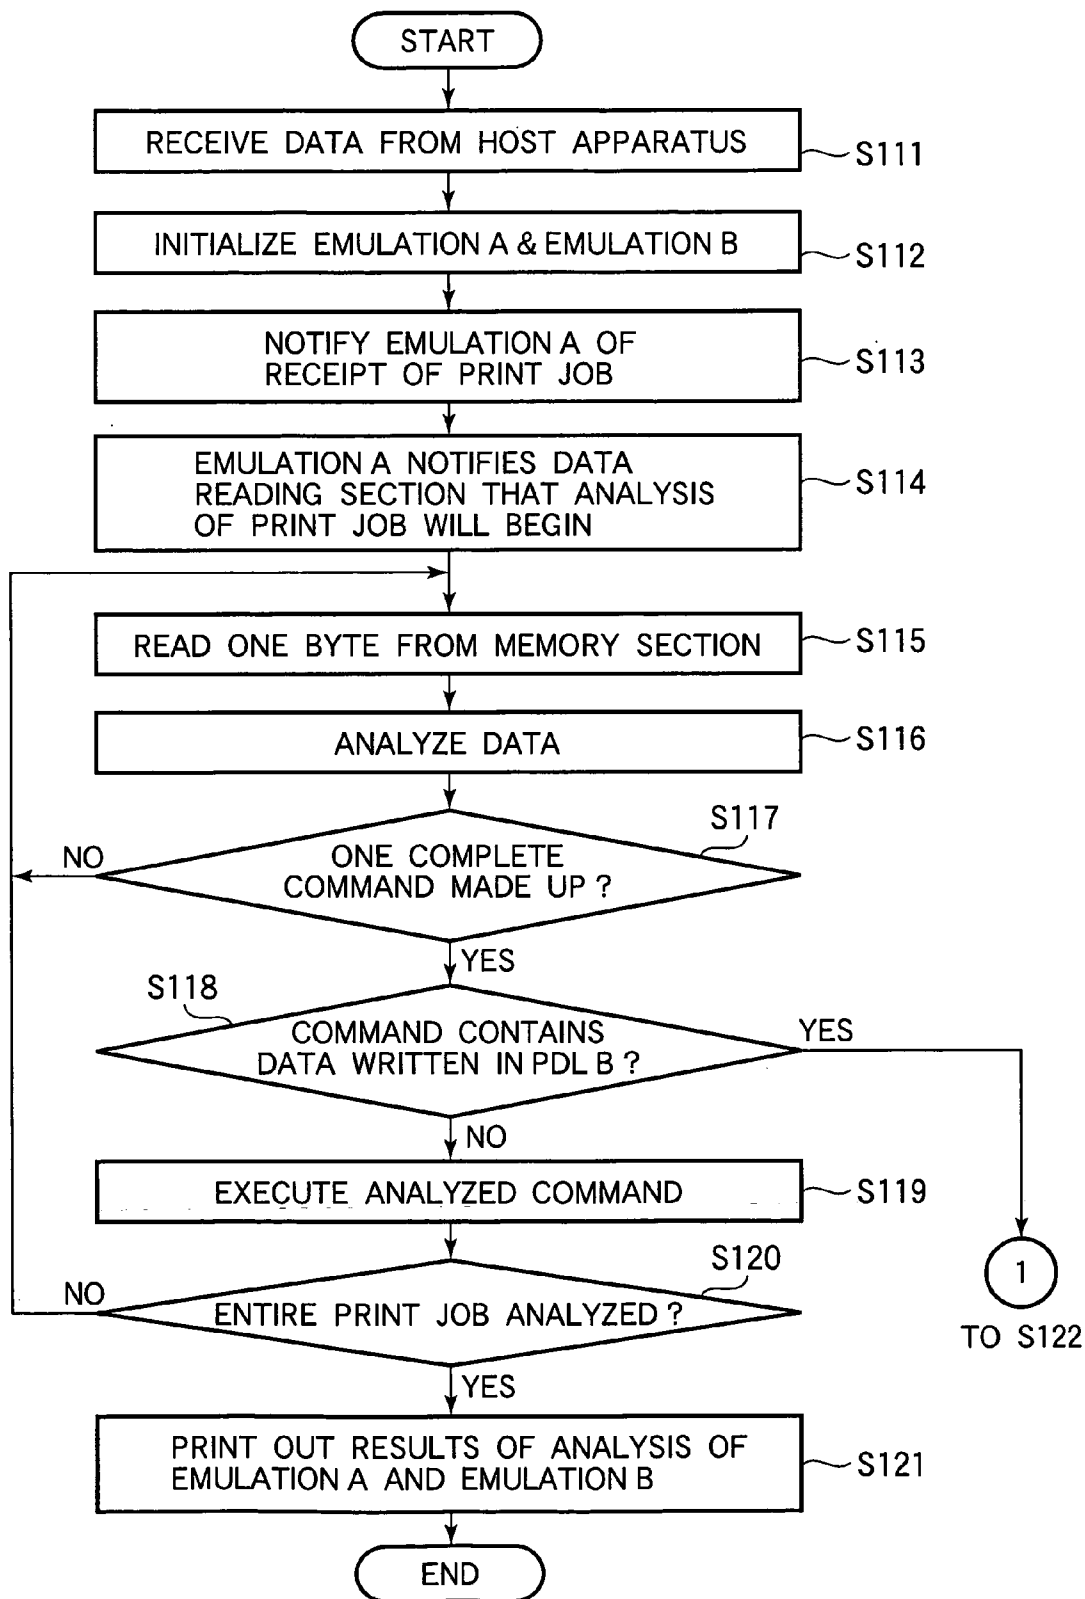 START
RECEIVE DATA FROM HOST APPARATUS
S111
INITIALIZE EMULATION A & EMULATION B
S112
NOTIFY EMULATION A OF
RECEIPT OF PRINT JOB
S113
EMULATION A NOTIFIES DATA
READING SECTION THAT ANALYSIS
OF PRINT JOB WILL BEGIN
S114
READ ONE BYTE FROM MEMORY SECTION
S115
ANALYZE DATA
S116
S117
NO
ONE COMPLETE
COMMAND MADE UP ?
YES
S118
COMMAND CONTAINS
DATA WRITTEN IN PDL B ?
YES
NO
EXECUTE ANALYZED COMMAND
S119
S120
1
NO
ENTIRE PRINT JOB ANALYZED ?
TO S122
YES
PRINT OUT RESULTS OF ANALYSIS OF
EMULATION A AND EMULATION B
S121
END